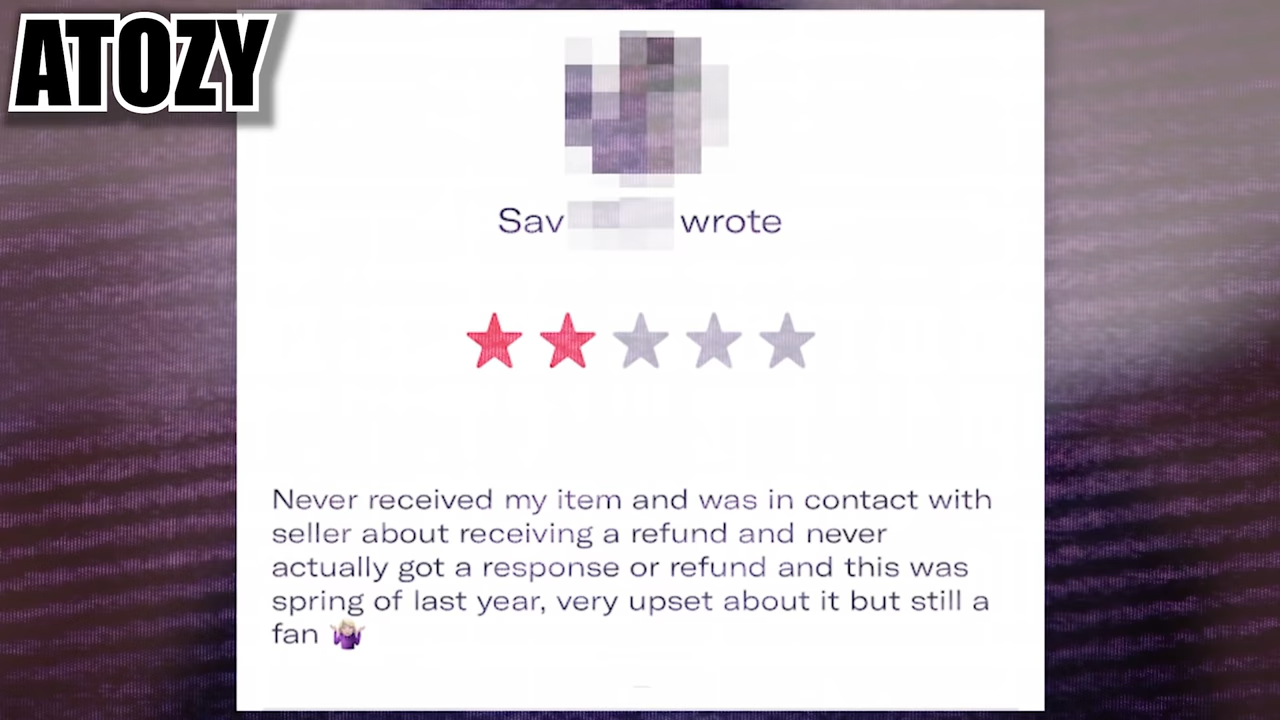 ATOZY
Sav wrote
Never received my item and was in contact with
seller about receiving a refund and never
actually got a response or refund and this was
spring of last year, very upset about it but still a
fan 🤷🏼‍♀️